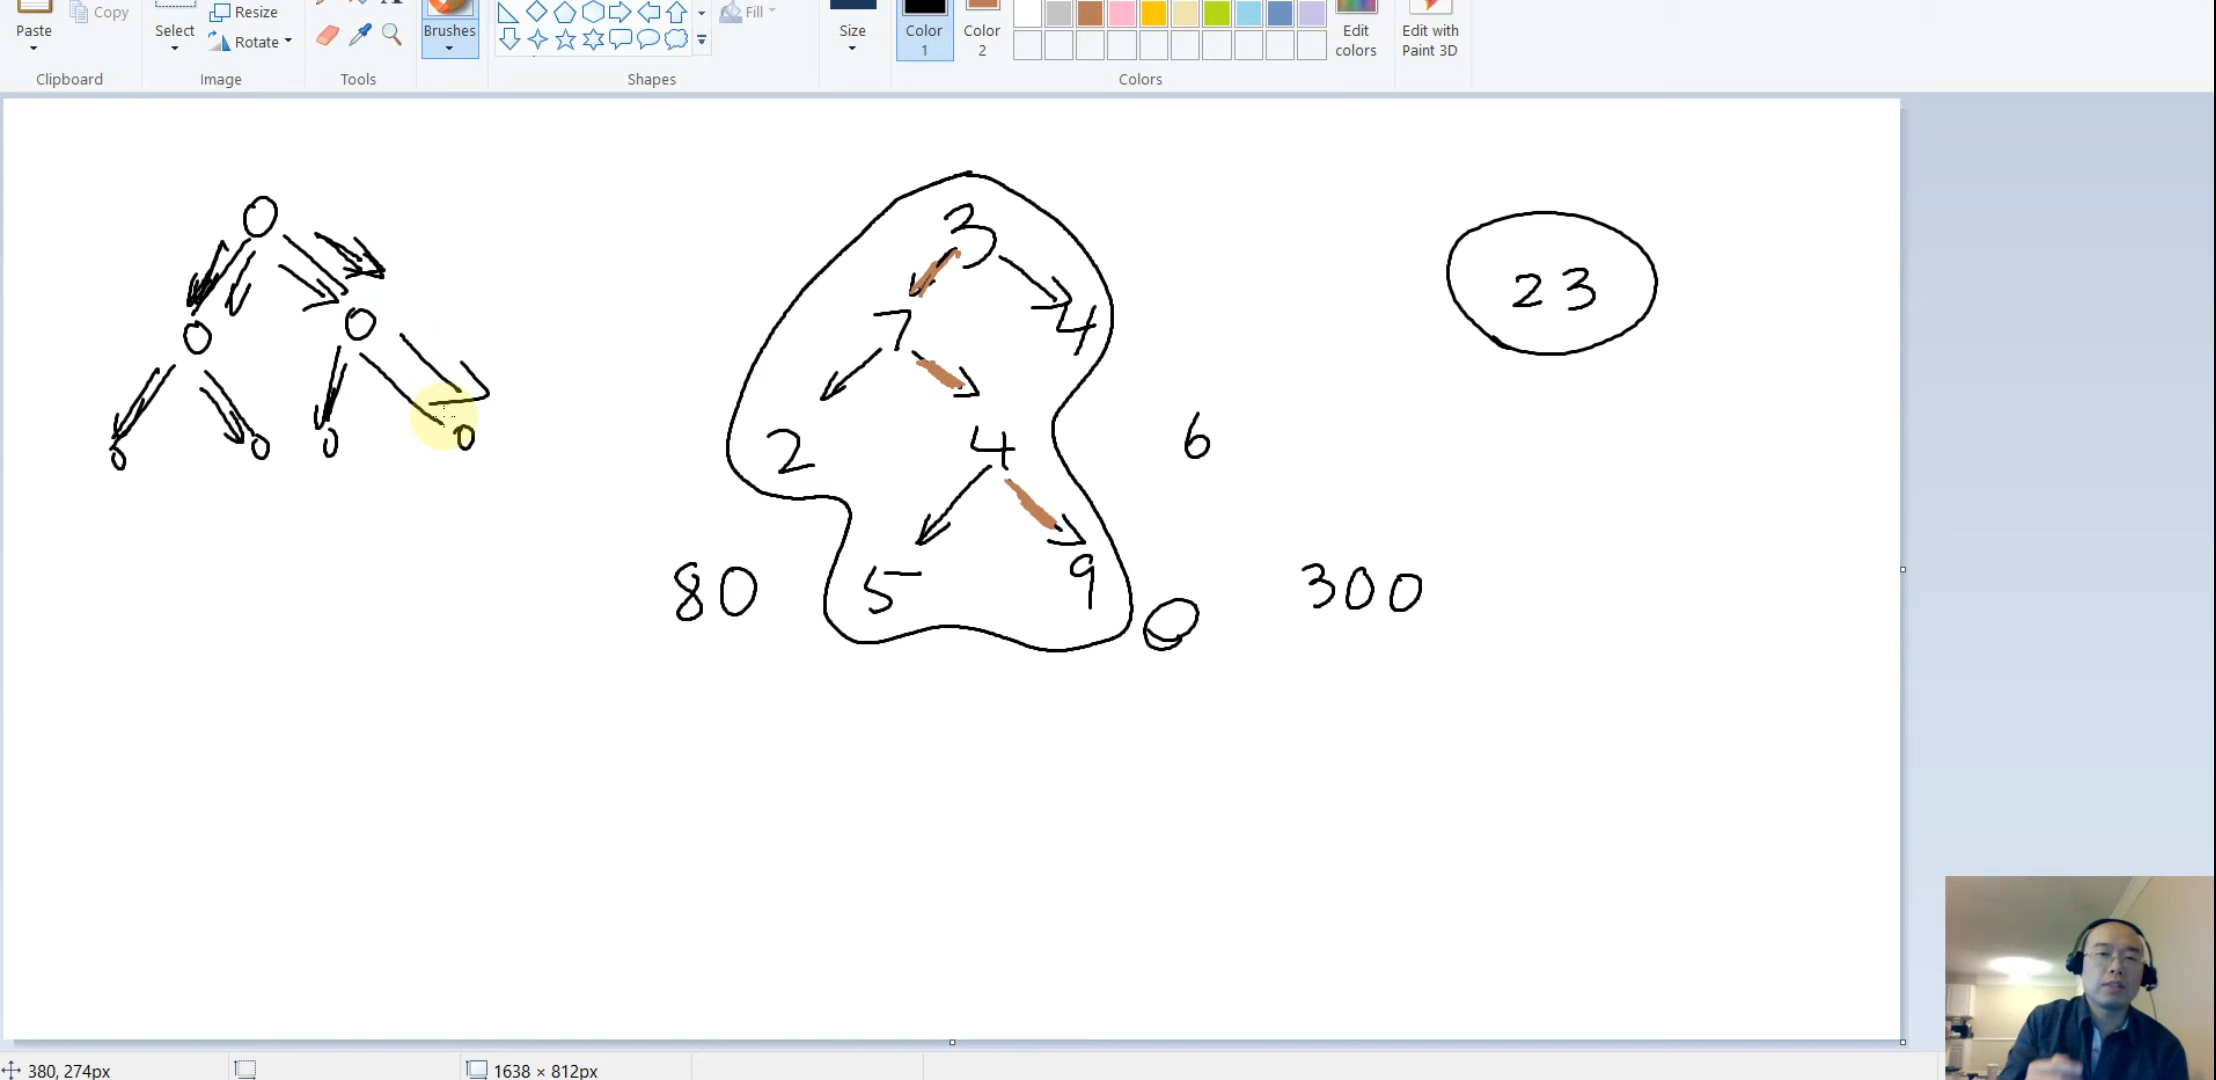 Paste
Copy
Select
Resize
Rotate
A
Brushes
Fill
Size
Color 1
Color 2
Edit colors
Edit with Paint 3D
Clipboard
Image
Tools
Shapes
Colors
3
7
4
23
2
4
6
80
5
9
300
380, 274px
1638 × 812px